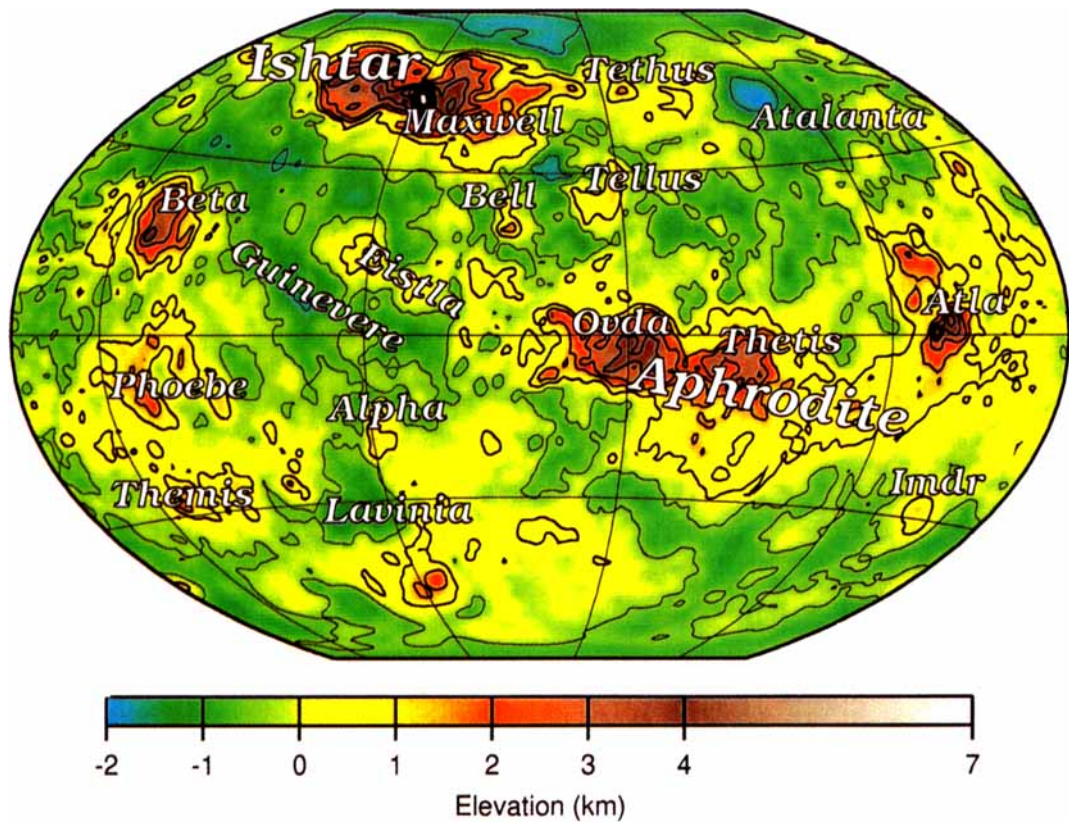 Ishtar
Tethus
Maxwell
Atalanta
Beta
Bell
Tellus
Guinevere
Eistla
Ovda
Thetis
Atla
Phoebe
Alpha
Aphrodite
Themis
Lavinia
Imdr
-2 -1 0 1 2 3 4 7
Elevation (km)